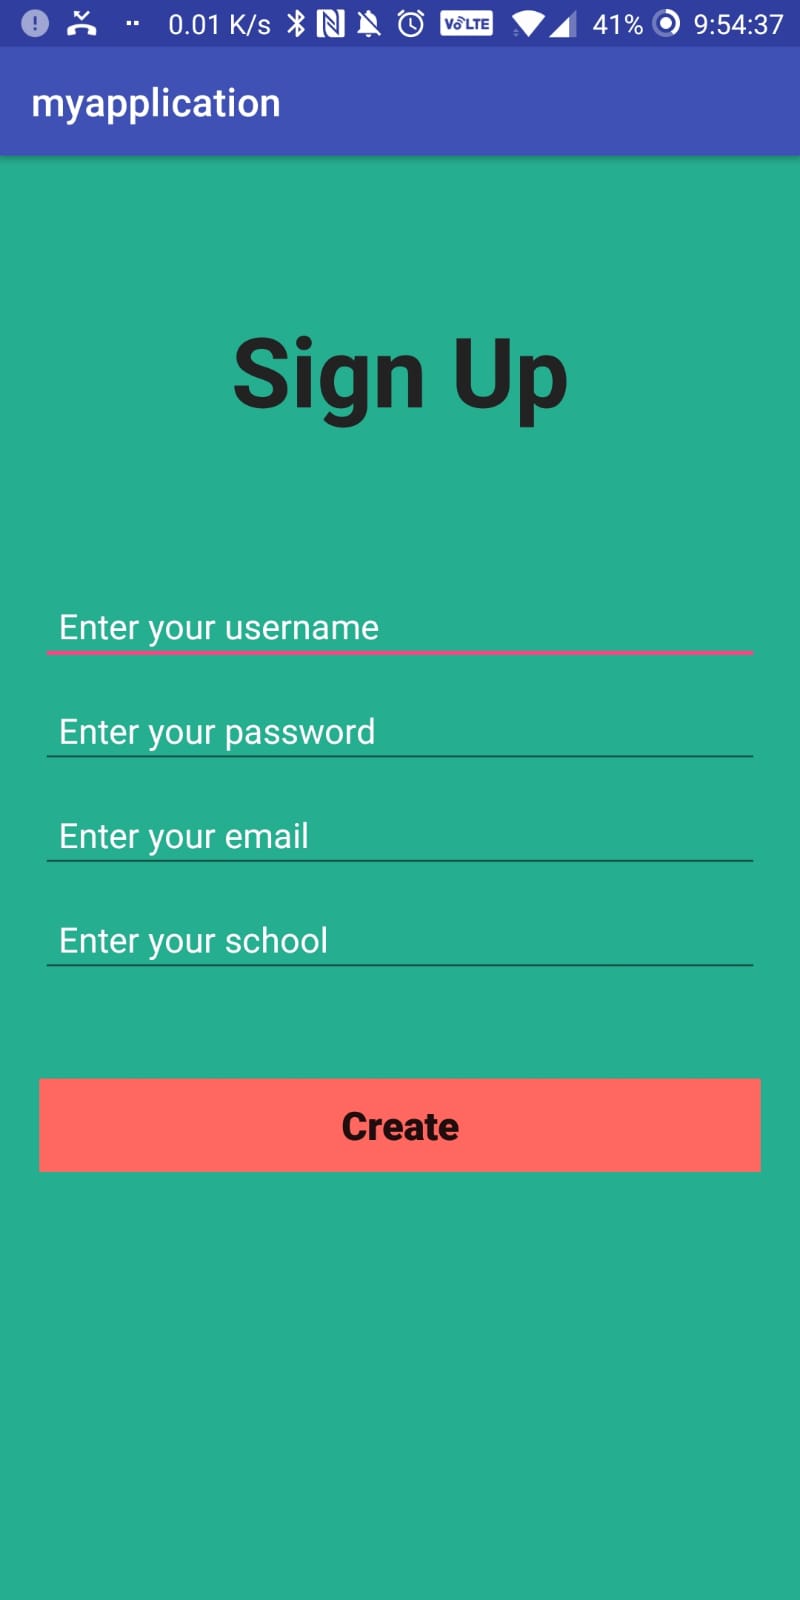 0.01 K/s VoLTE 41% 9:54:37
myapplication
Sign Up
Enter your username
Enter your password
Enter your email
Enter your school
Create